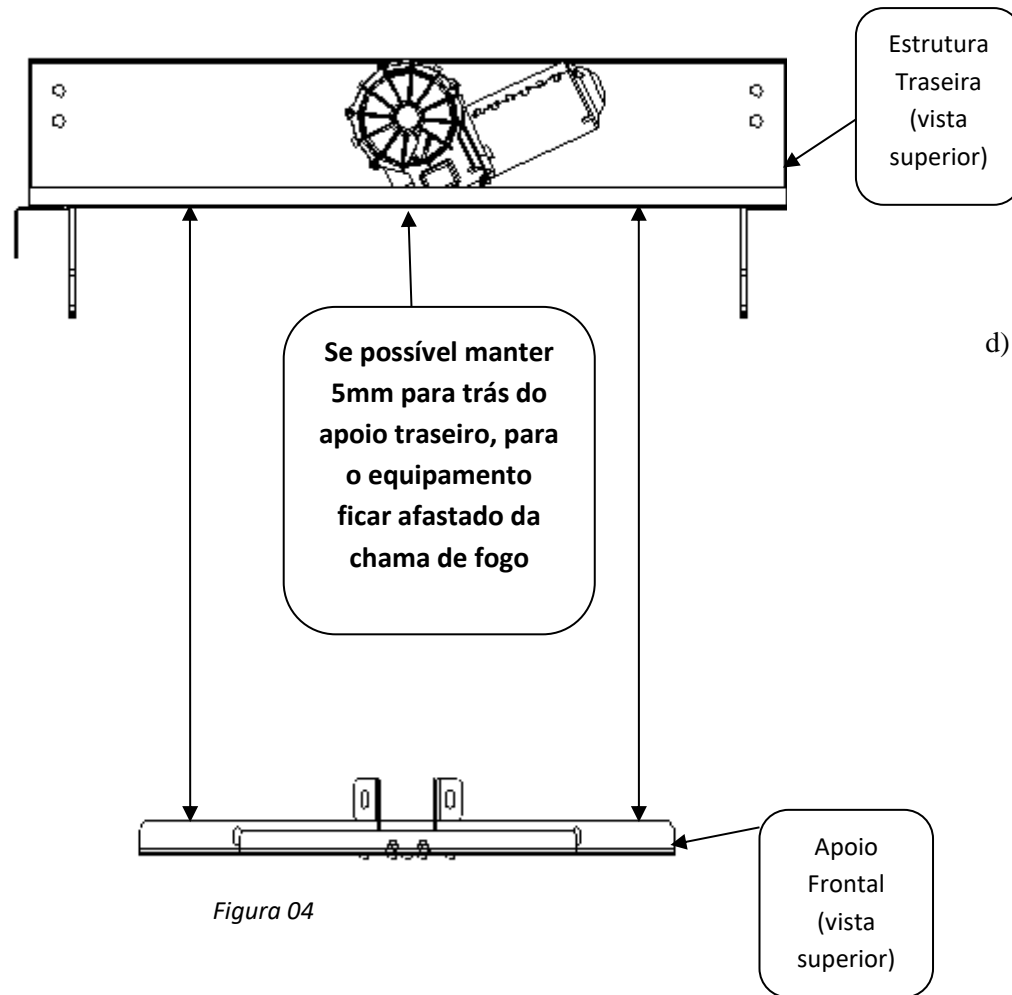 Estrutura
Traseira
(vista
superior)
Se possível manter
5mm para trás do
apoio traseiro, para
o equipamento
ficar afastado da
chama de fogo
d)
Apoio
Frontal
(vista
superior)
Figura 04